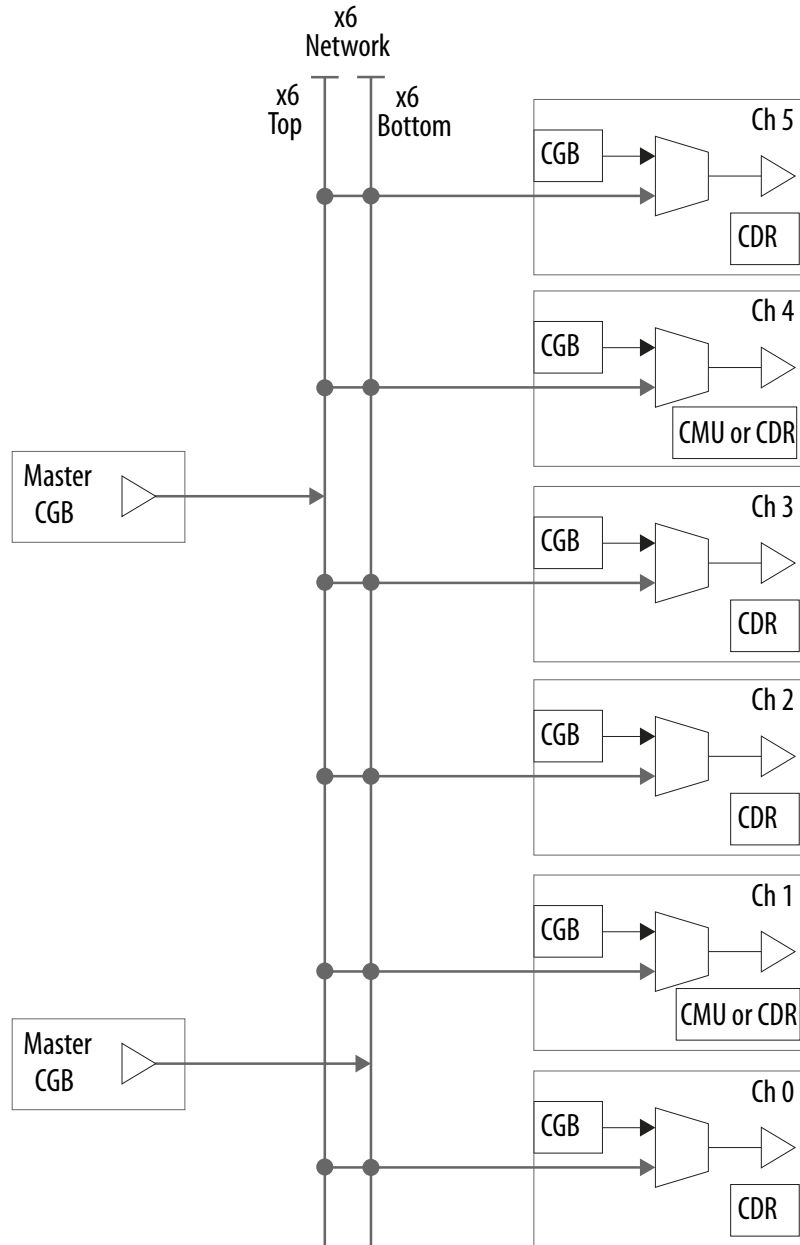 x6
Network
x6
Top
x6
Bottom
Ch 5
CGB
CDR
Ch 4
CGB
CMU or CDR
Master
CGB
Ch 3
CGB
CDR
Ch 2
CGB
CDR
Ch 1
CGB
CMU or CDR
Master
CGB
Ch 0
CGB
CDR